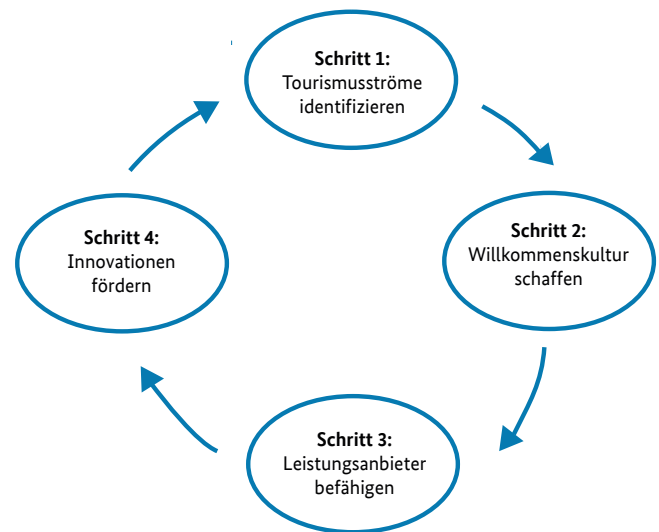 Schritt 1:
Tourismusströme
identifizieren
Schritt 2:
Willkommenskultur
schaffen
Schritt 3:
Leistungsanbieter
befähigen
Schritt 4:
Innovationen
fördern